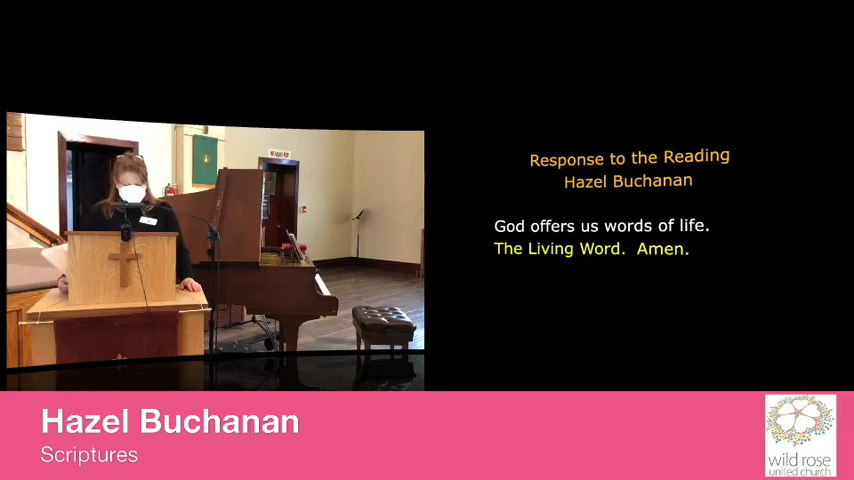 Response to the Reading
Hazel Buchanan
God offers us words of life.
The Living Word.  Amen.
Hazel Buchanan
Scriptures
wild rose
united church